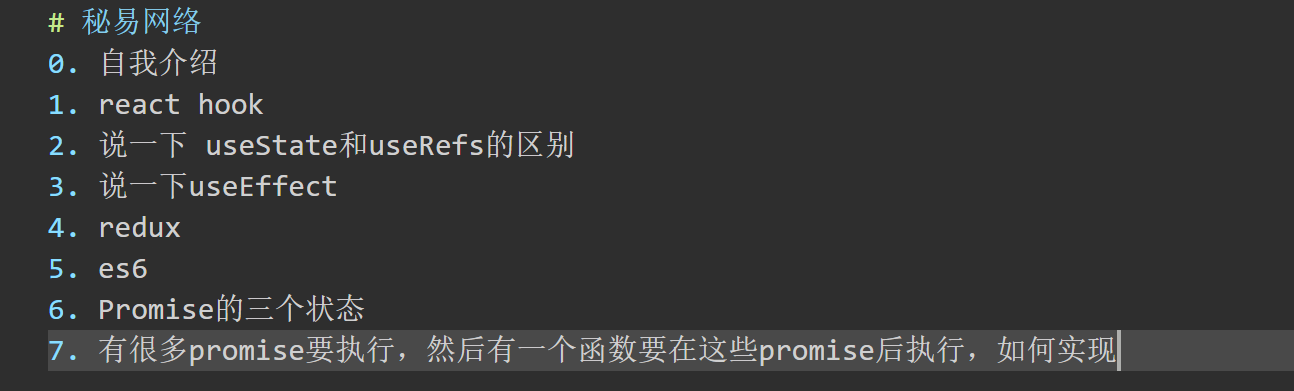 # 秘易网络
0. 自我介绍
1. react hook
2. 说一下 useState和useRefs的区别
3. 说一下useEffect
4. redux
5. es6
6. Promise的三个状态
7. 有很多promise要执行，然后有一个函数要在这些promise后执行，如何实现